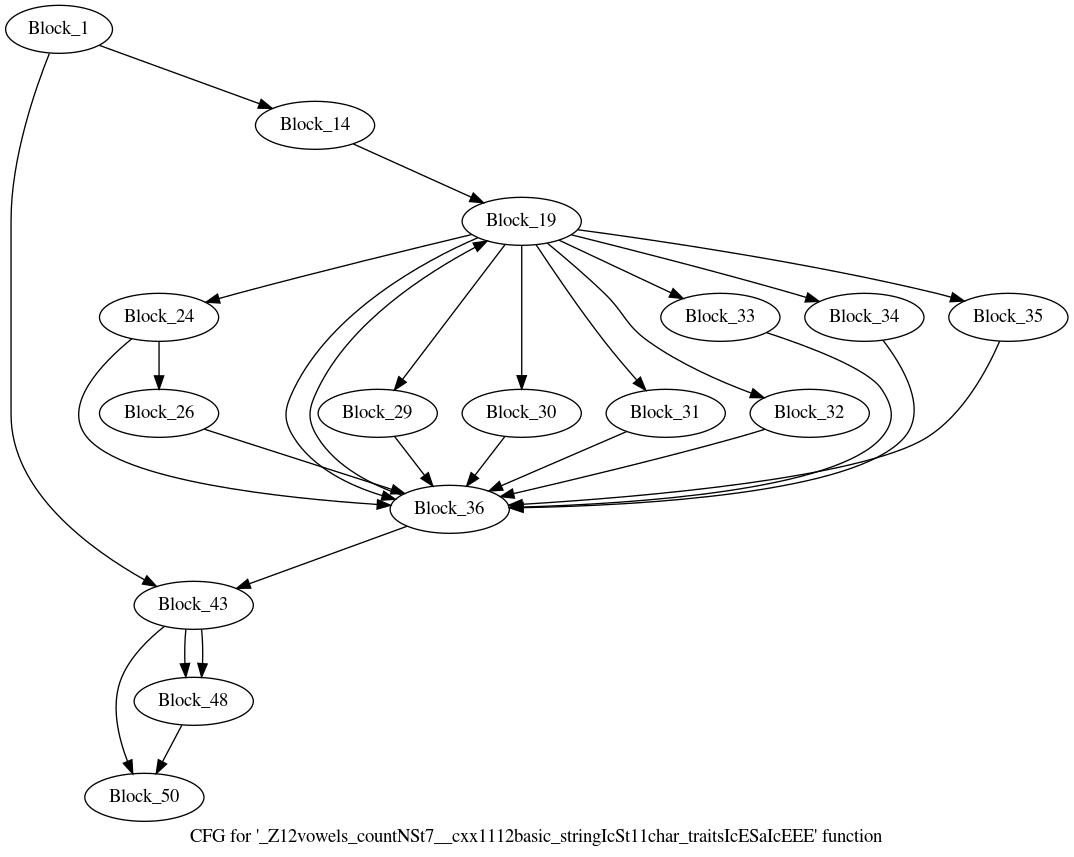 Block_1
Block_14
Block_19
Block_24
Block_33
Block_34
Block_35
Block_26
Block_29
Block_30
Block_31
Block_32
Block_36
Block_43
Block_48
Block_50
CFG for '_Z12vowels_countNSt7__cxx1112basic_stringIcSt11char_traitsIcESaIcEEE' function